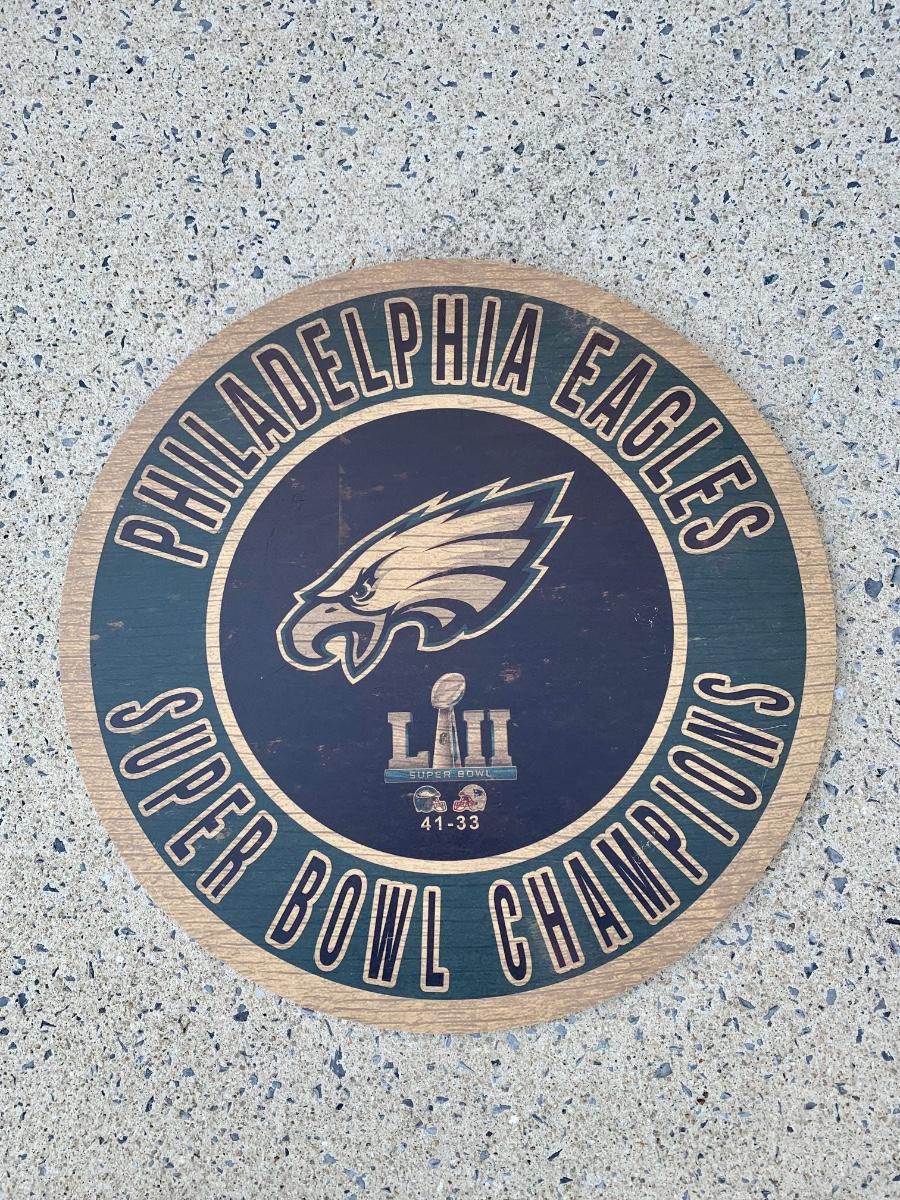 PHILADELPHIA EAGLES
LII
SUPER BOWL
41-33
SUPER BOWL CHAMPIONS